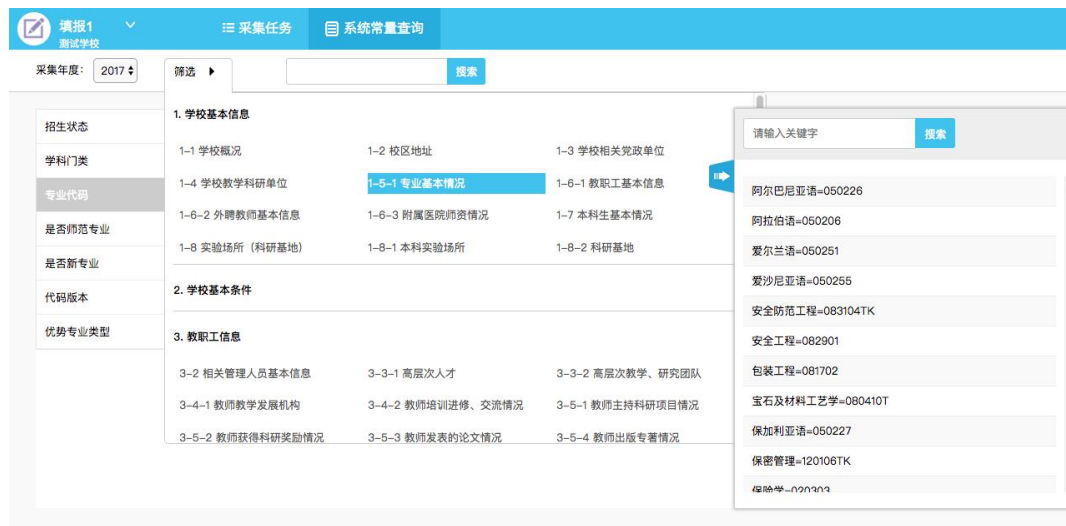 填报1
测试学校
采集任务
系统常量查询
采集年度： 2017
筛选
搜索
招生状态
学科门类
专业代码
是否师范专业
是否新专业
代码版本
优势专业类型
1. 学校基本信息
1-1 学校概况 1-2 校区地址 1-3 学校相关党政单位
1-4 学校教学科研单位 1-5-1 专业基本情况 1-6-1 教职工基本信息
1-6-2 外聘教师基本信息 1-6-3 附属医院师资情况 1-7 本科生基本情况
1-8 实验场所（科研基地） 1-8-1 本科实验场所 1-8-2 科研基地
2. 学校基本条件
3. 教职工信息
3-2 相关管理人员基本信息 3-3-1 高层次人才 3-3-2 高层次教学、研究团队
3-4-1 教师教学发展机构 3-4-2 教师培训进修、交流情况 3-5-1 教师主持科研项目情况
3-5-2 教师获得科研奖励情况 3-5-3 教师发表的论文情况 3-5-4 教师出版专著情况
请输入关键字 搜索
阿尔巴尼亚语=050226
阿拉伯语=050206
爱尔兰语=050251
爱沙尼亚语=050255
安全防范工程=083104TK
安全工程=082901
包装工程=081702
宝石及材料工艺学=080410T
保加利亚语=050227
保密管理=120106TK
保险学=020303